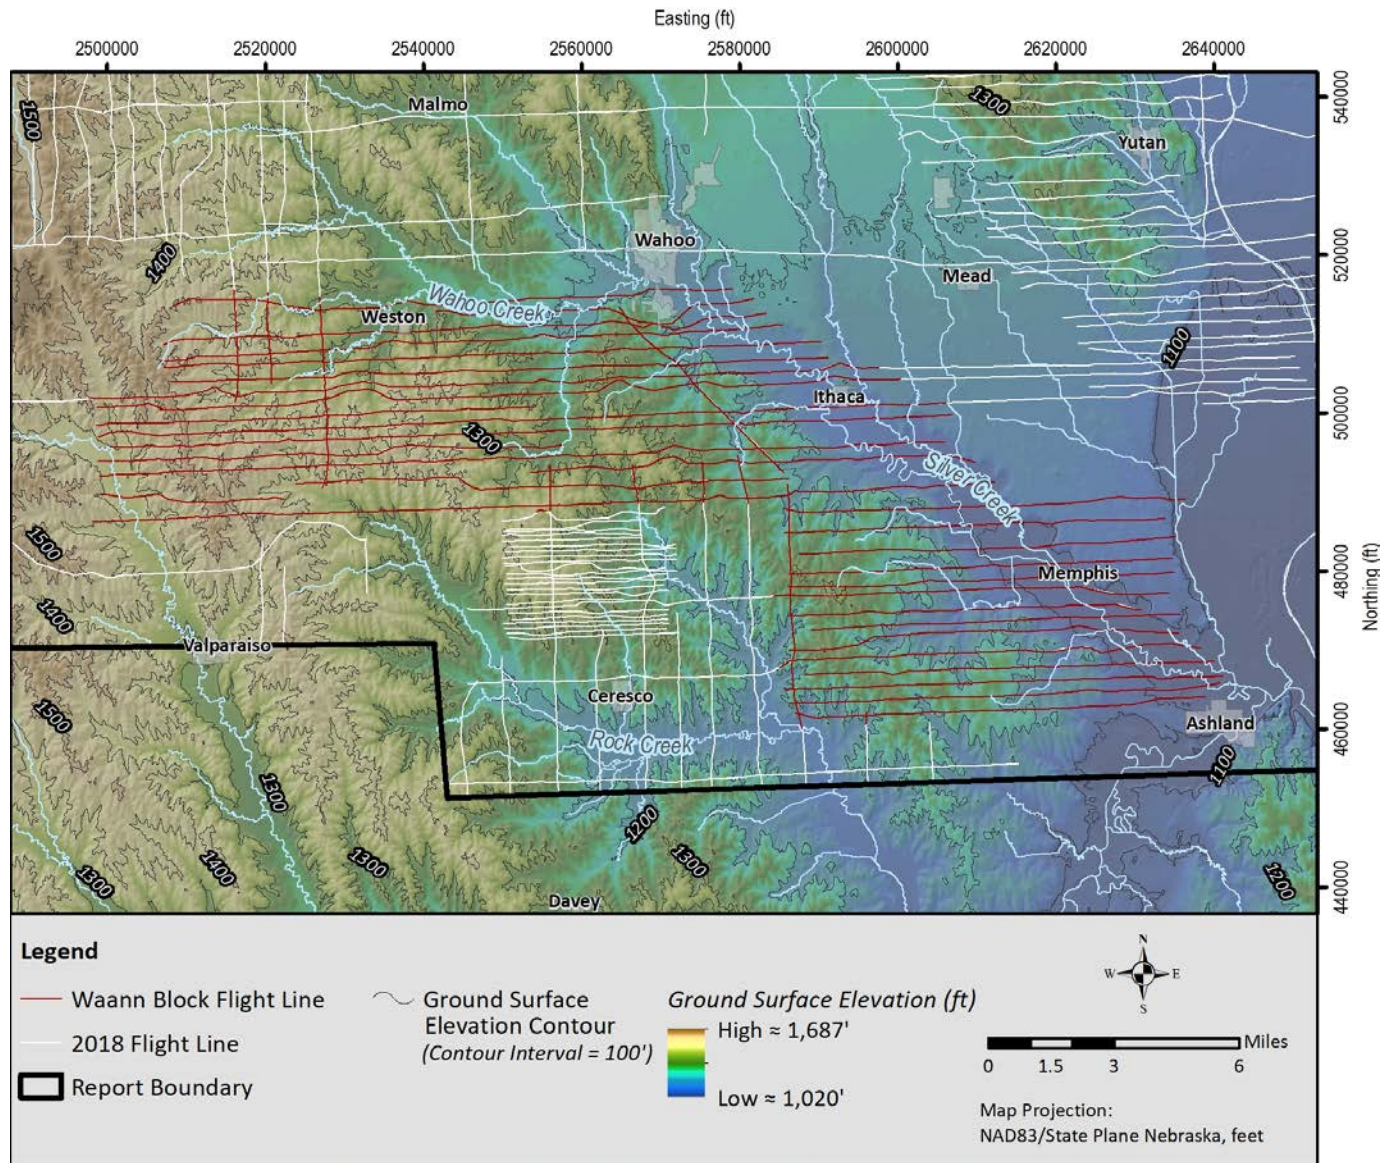 Easting (ft)
2500000 2520000 2540000 2560000 2580000 2600000 2620000 2640000
540000
520000
500000
480000
460000
440000
Northing (ft)
1500
Malmo
1300
Yutan
1400
Wahoo
Mead
Wahoo Creek
Weston
1100
Ithaca
1300
Silver Creek
1500
Memphis
1400
Valparaiso
Ceresco
1500
Ashland
Rock Creek
1100
1300
1200
1300
1400
1300
1300
1200
Davey
Legend
Waann Block Flight Line
2018 Flight Line
Report Boundary
Ground Surface
Elevation Contour
(Contour Interval = 100')
Ground Surface Elevation (ft)
High ≈ 1,687'
Low ≈ 1,020'
N
W E
S
Miles
0 1.5 3 6
Map Projection:
NAD83/State Plane Nebraska, feet